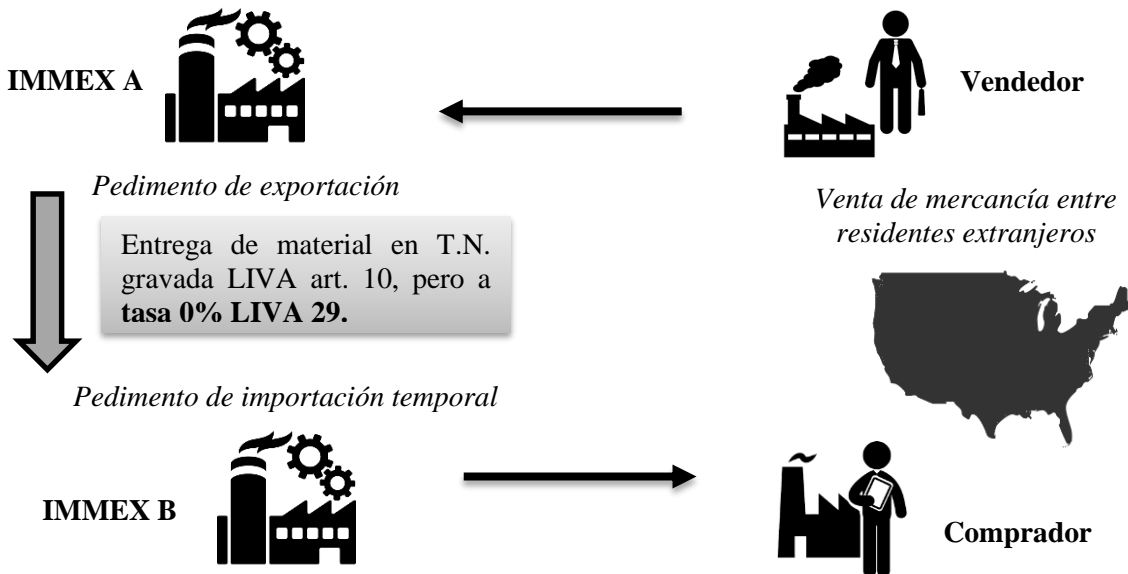 IMMEX A
Vendedor
Pedimento de exportación
Venta de mercancía entre
residentes extranjeros
Entrega de material en T.N.
gravada LIVA art. 10, pero a
tasa 0% LIVA 29.
Pedimento de importación temporal
IMMEX B
Comprador